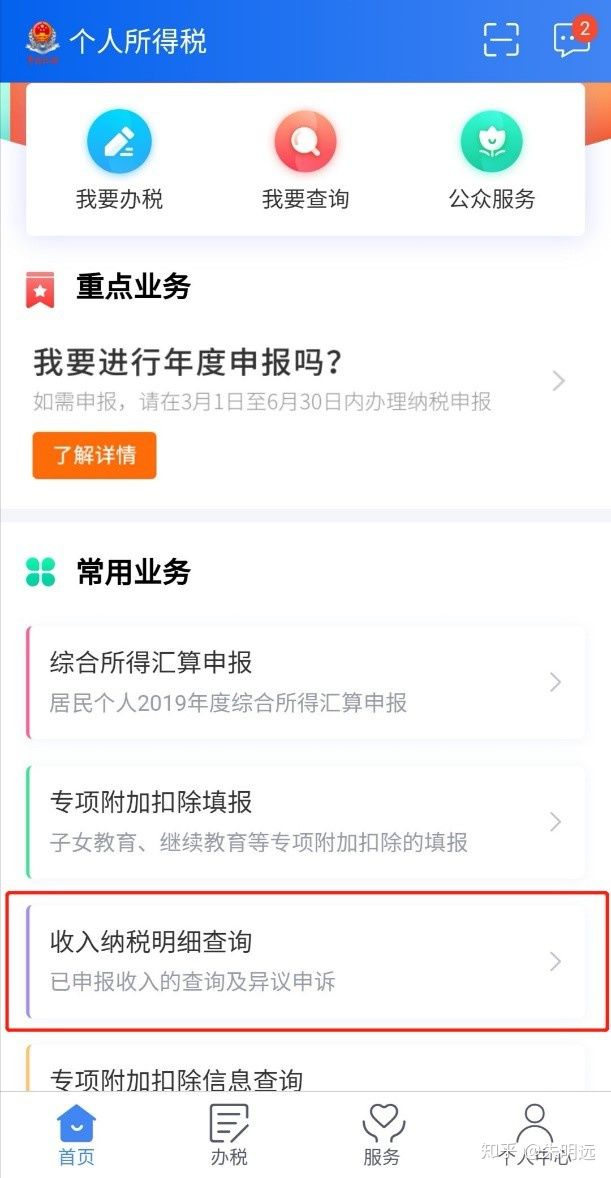 个人所得税
2
我要办税 我要查询 公众服务
重点业务
我要进行年度申报吗?
如需申报，请在3月1日至6月30日内办理纳税申报
了解详情
常用业务
综合所得汇算申报
居民个人2019年度综合所得汇算申报
专项附加扣除填报
子女教育、继续教育等专项附加扣除的填报
收入纳税明细查询
已申报收入的查询及异议申诉
专项附加扣除信息查询
首页 办税 服务 个人中心
知乎 @朱明远